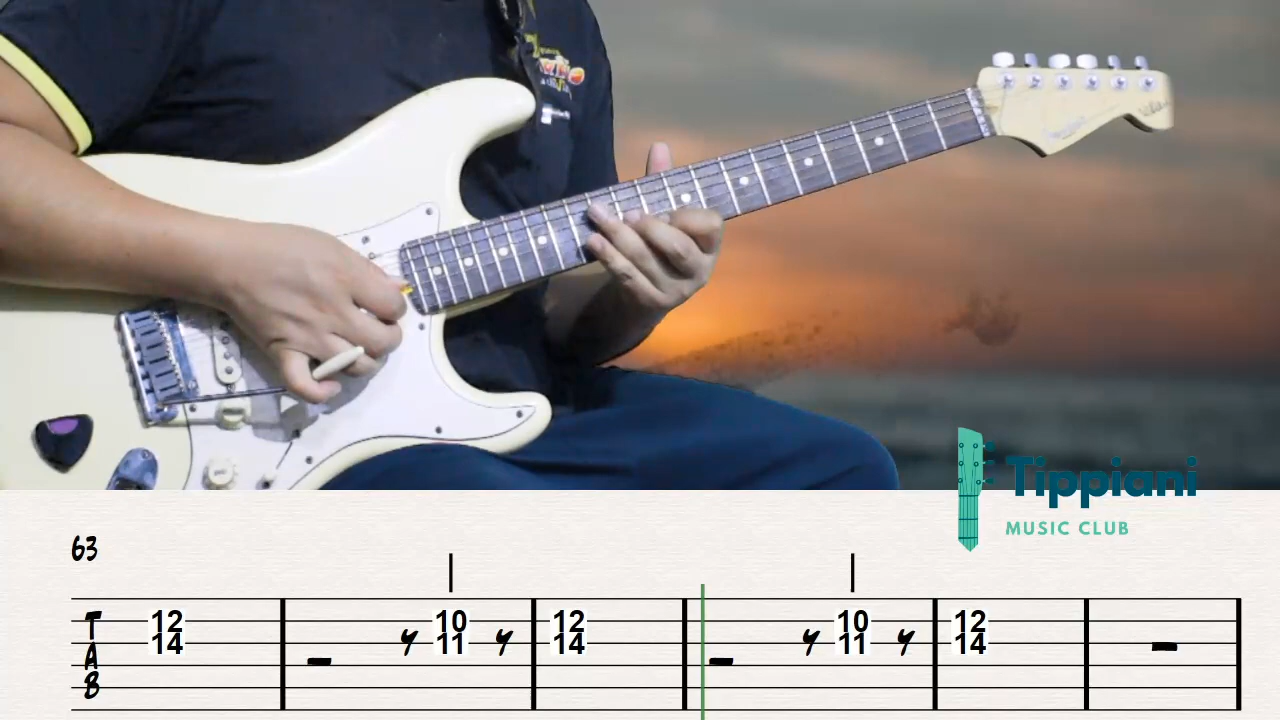 Tippiani
MUSIC CLUB
63
T
A
B
12 10 12 10 12
14 11 14 11 14